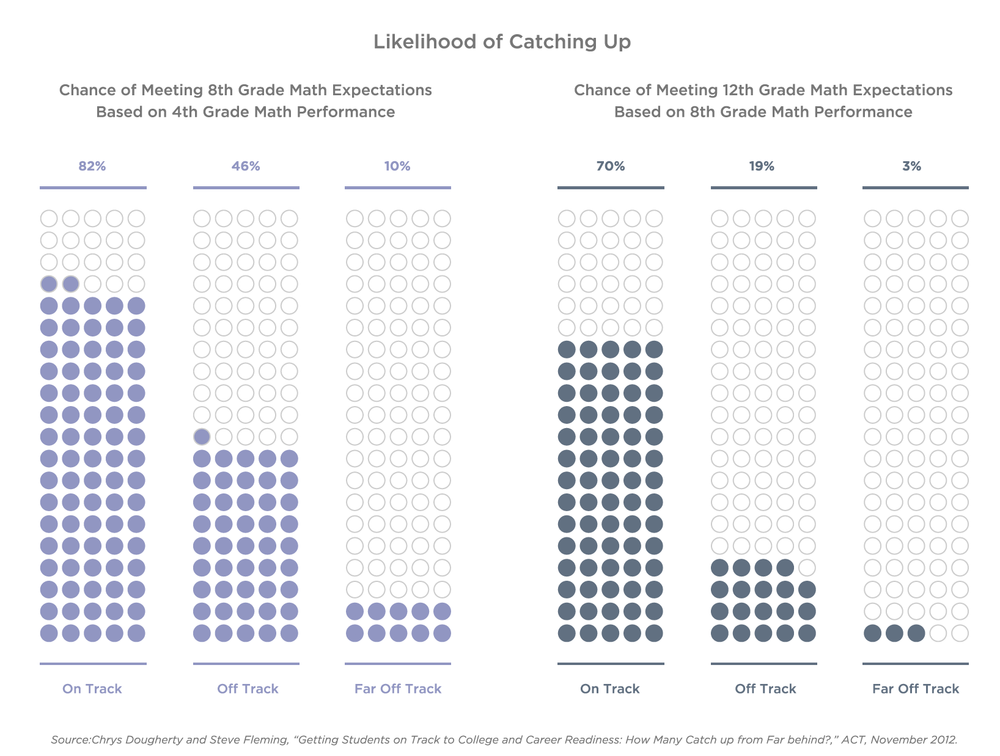 Likelihood of Catching Up
Chance of Meeting 8th Grade Math Expectations
Based on 4th Grade Math Performance
82%
46%
10%
On Track
Off Track
Far Off Track
Chance of Meeting 12th Grade Math Expectations
Based on 8th Grade Math Performance
70%
19%
3%
On Track
Off Track
Far Off Track
Source:Chrys Dougherty and Steve Fleming, “Getting Students on Track to College and Career Readiness: How Many Catch up from Far behind?,” ACT, November 2012.